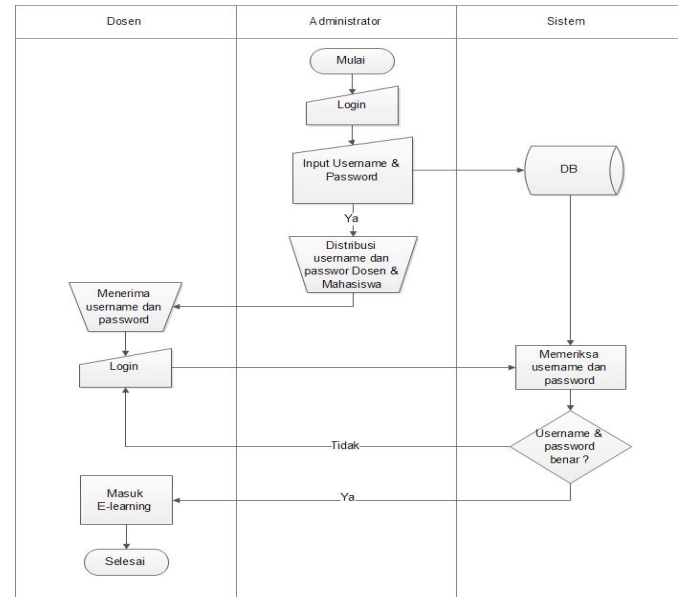 Dosen
Administrator
Sistem
Mulai
Login
Input Username &
Password
DB
Ya
Distribusi
username dan
passwor Dosen &
Mahasiswa
Menerima
username dan
password
Login
Memeriksa
username dan
password
Username &
password
benar ?
Tidak
Ya
Masuk
E-learning
Selesai